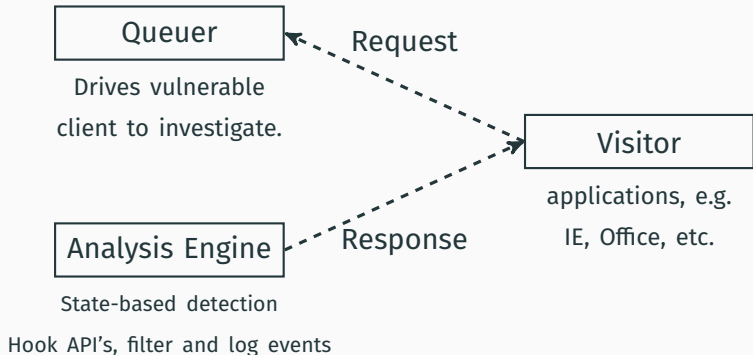 Queuer
Request
Drives vulnerable
client to investigate.
Visitor
applications, e.g.
IE, Office, etc.
Analysis Engine
Response
State-based detection
Hook API's, filter and log events